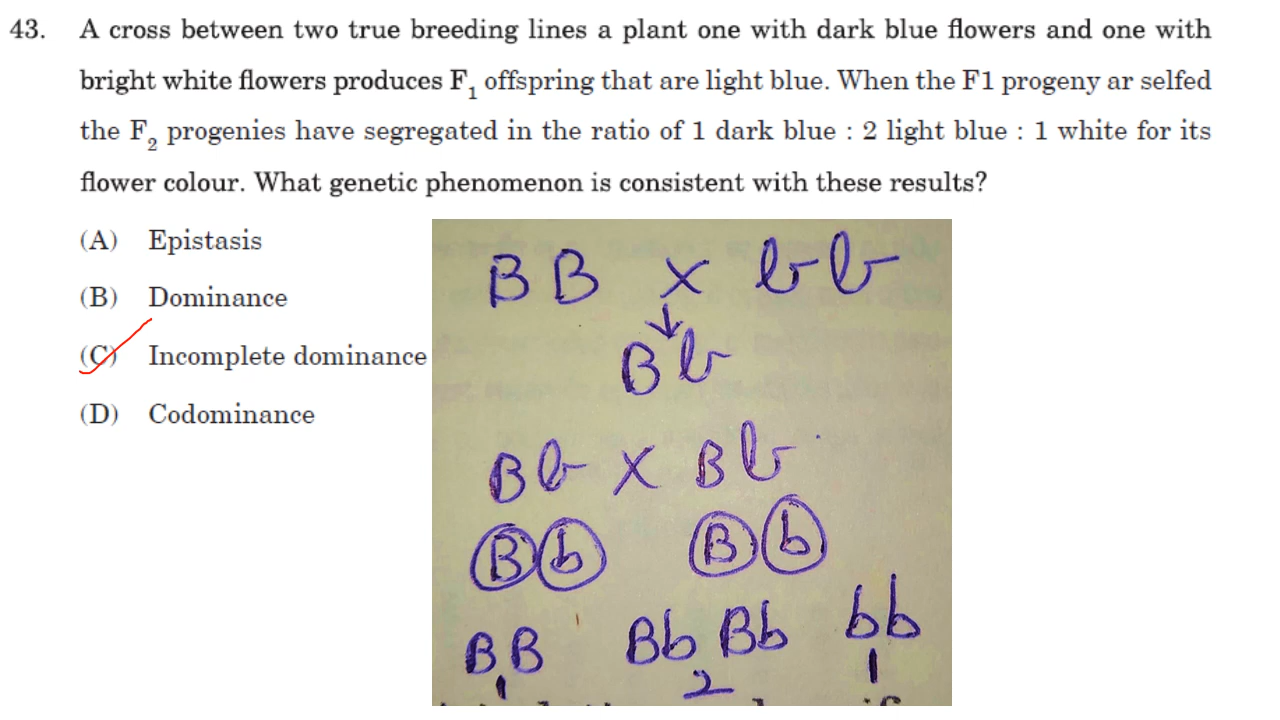 43. A cross between two true breeding lines a plant one with dark blue flowers and one with
bright white flowers produces F₁ offspring that are light blue. When the F1 progeny ar selfed
the F₂ progenies have segregated in the ratio of 1 dark blue : 2 light blue : 1 white for its
flower colour. What genetic phenomenon is consistent with these results?
(A) Epistasis
(B) Dominance
(C) Incomplete dominance
(D) Codominance
BB × bb
↓
Bb
Bb × Bb
B b B b
BB Bb Bb bb
1 2 1